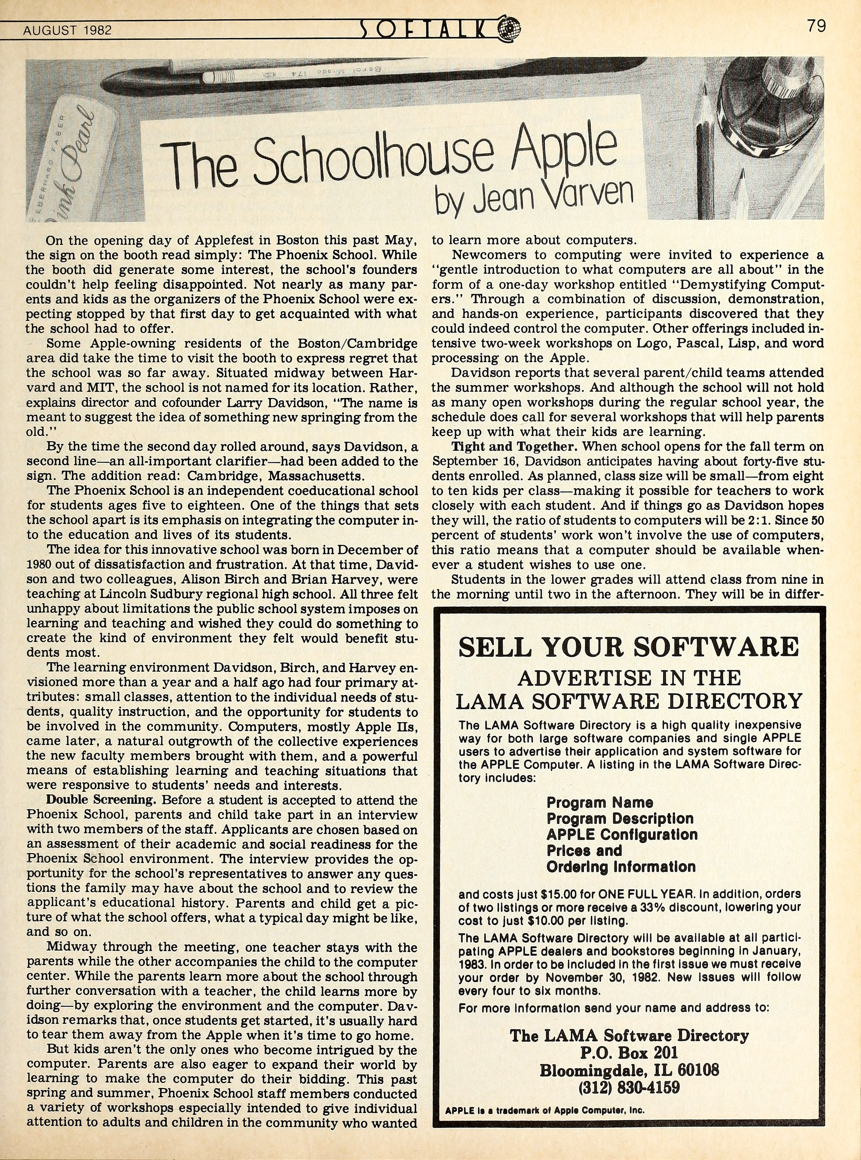 AUGUST 1982
SOFTALK
79
EBERHARD FABER
Pink Pearl
Berol Mirado 174
The Schoolhouse Apple
by Jean Varven
On the opening day of Applefest in Boston this past May,
the sign on the booth read simply: The Phoenix School. While
the booth did generate some interest, the school's founders
couldn't help feeling disappointed. Not nearly as many par-
ents and kids as the organizers of the Phoenix School were ex-
pecting stopped by that first day to get acquainted with what
the school had to offer.
Some Apple-owning residents of the Boston/Cambridge
area did take the time to visit the booth to express regret that
the school was so far away. Situated midway between Har-
vard and MIT, the school is not named for its location. Rather,
explains director and cofounder Larry Davidson, "The name is
meant to suggest the idea of something new springing from the
old."
By the time the second day rolled around, says Davidson, a
second line—an all-important clarifier—had been added to the
sign. The addition read: Cambridge, Massachusetts.
The Phoenix School is an independent coeducational school
for students ages five to eighteen. One of the things that sets
the school apart is its emphasis on integrating the computer in-
to the education and lives of its students.
The idea for this innovative school was born in December of
1980 out of dissatisfaction and frustration. At that time, David-
son and two colleagues, Alison Birch and Brian Harvey, were
teaching at Lincoln Sudbury regional high school. All three felt
unhappy about limitations the public school system imposes on
learning and teaching and wished they could do something to
create the kind of environment they felt would benefit stu-
dents most.
The learning environment Davidson, Birch, and Harvey en-
visioned more than a year and a half ago had four primary at-
tributes: small classes, attention to the individual needs of stu-
dents, quality instruction, and the opportunity for students to
be involved in the community. Computers, mostly Apple IIs,
came later, a natural outgrowth of the collective experiences
the new faculty members brought with them, and a powerful
means of establishing learning and teaching situations that
were responsive to students' needs and interests.
Double Screening. Before a student is accepted to attend the
Phoenix School, parents and child take part in an interview
with two members of the staff. Applicants are chosen based on
an assessment of their academic and social readiness for the
Phoenix School environment. The interview provides the op-
portunity for the school's representatives to answer any ques-
tions the family may have about the school and to review the
applicant's educational history. Parents and child get a pic-
ture of what the school offers, what a typical day might be like,
and so on.
Midway through the meeting, one teacher stays with the
parents while the other accompanies the child to the computer
center. While the parents learn more about the school through
further conversation with a teacher, the child learns more by
doing—by exploring the environment and the computer. Dav-
idson remarks that, once students get started, it's usually hard
to tear them away from the Apple when it's time to go home.
But kids aren't the only ones who become intrigued by the
computer. Parents are also eager to expand their world by
learning to make the computer do their bidding. This past
spring and summer, Phoenix School staff members conducted
a variety of workshops especially intended to give individual
attention to adults and children in the community who wanted
to learn more about computers.
Newcomers to computing were invited to experience a
"gentle introduction to what computers are all about" in the
form of a one-day workshop entitled "Demystifying Comput-
ers." Through a combination of discussion, demonstration,
and hands-on experience, participants discovered that they
could indeed control the computer. Other offerings included in-
tensive two-week workshops on Logo, Pascal, Lisp, and word
processing on the Apple.
Davidson reports that several parent/child teams attended
the summer workshops. And although the school will not hold
as many open workshops during the regular school year, the
schedule does call for several workshops that will help parents
keep up with what their kids are learning.
Tight and Together. When school opens for the fall term on
September 16, Davidson anticipates having about forty-five stu-
dents enrolled. As planned, class size will be small—from eight
to ten kids per class—making it possible for teachers to work
closely with each student. And if things go as Davidson hopes
they will, the ratio of students to computers will be 2:1. Since 50
percent of students' work won't involve the use of computers,
this ratio means that a computer should be available when-
ever a student wishes to use one.
Students in the lower grades will attend class from nine in
the morning until two in the afternoon. They will be in differ-
SELL YOUR SOFTWARE
ADVERTISE IN THE
LAMA SOFTWARE DIRECTORY
The LAMA Software Directory is a high quality inexpensive
way for both large software companies and single APPLE
users to advertise their application and system software for
the APPLE Computer. A listing in the LAMA Software Direc-
tory includes:
Program Name
Program Description
APPLE Configuration
Prices and
Ordering Information
and costs just $15.00 for ONE FULL YEAR. In addition, orders
of two listings or more receive a 33% discount, lowering your
cost to just $10.00 per listing.
The LAMA Software Directory will be available at all partici-
pating APPLE dealers and bookstores beginning in January,
1983. In order to be included in the first issue we must receive
your order by November 30, 1982. New issues will follow
every four to six months.
For more information send your name and address to:
The LAMA Software Directory
P.O. Box 201
Bloomingdale, IL 60108
(312) 830-4159
APPLE is a trademark of Apple Computer, Inc.